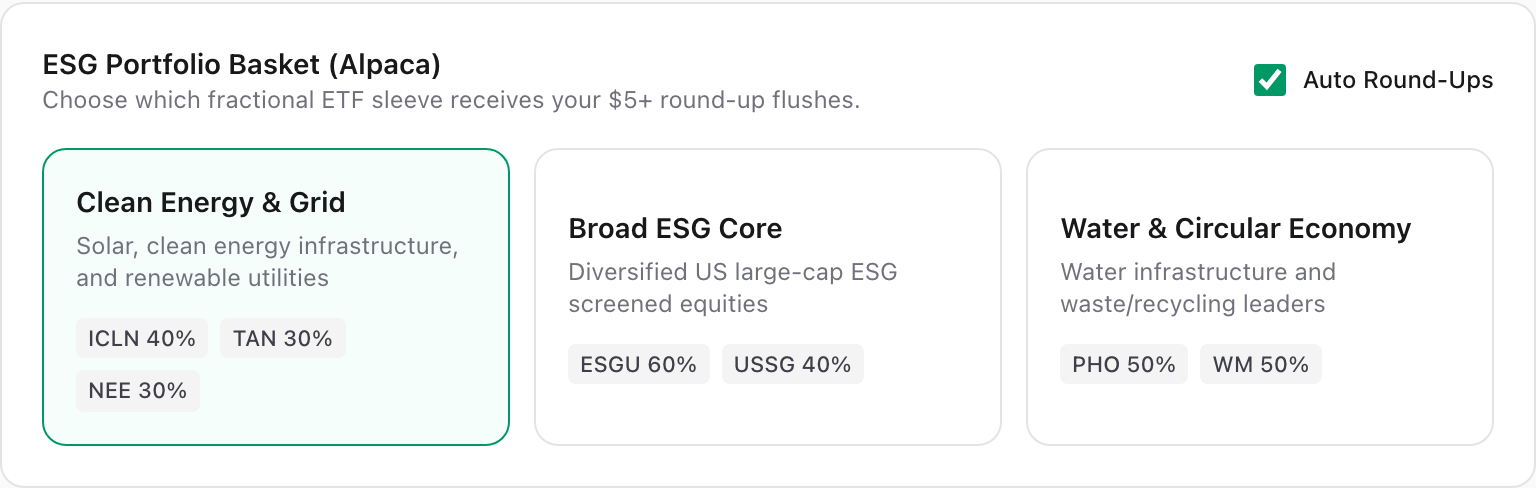 ESG Portfolio Basket (Alpaca)
Choose which fractional ETF sleeve receives your $5+ round-up flushes.
Auto Round-Ups
Clean Energy & Grid
Solar, clean energy infrastructure,
and renewable utilities
ICLN 40% TAN 30%
NEE 30%
Broad ESG Core
Diversified US large-cap ESG
screened equities
ESGU 60% USSG 40%
Water & Circular Economy
Water infrastructure and
waste/recycling leaders
PHO 50% WM 50%